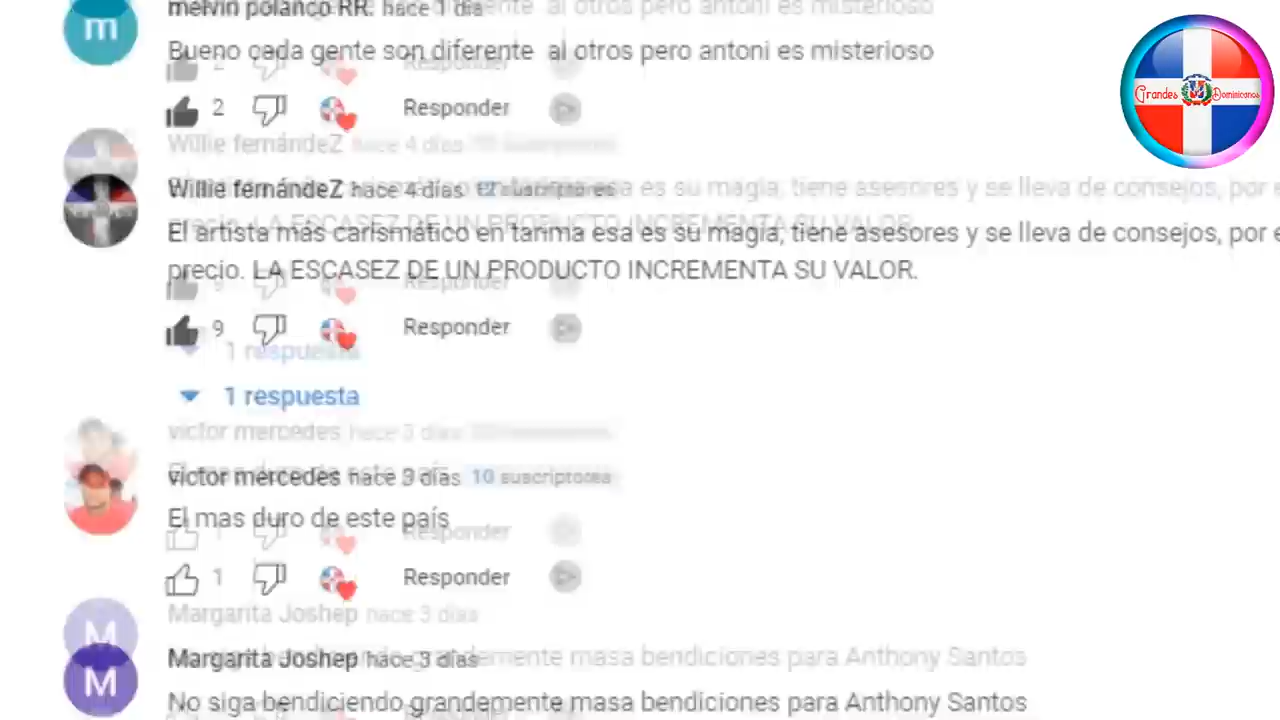 melvin polanco RR. hace 1 día
Bueno cada gente son diferente al otros pero antoni es misterioso
2 Responder
Grandes Dominicanos
Willie fernándeZ hace 4 días 12 suscriptores
El artista más carismático en tarima esa es su magia, tiene asesores y se lleva de consejos, por e
precio. LA ESCASEZ DE UN PRODUCTO INCREMENTA SU VALOR.
9 Responder
1 respuesta
victor mercedes hace 3 días 10 suscriptores
El mas duro de este país
1 Responder
M
Margarita Joshep hace 3 días
No siga bendiciendo grandemente masa bendiciones para Anthony Santos